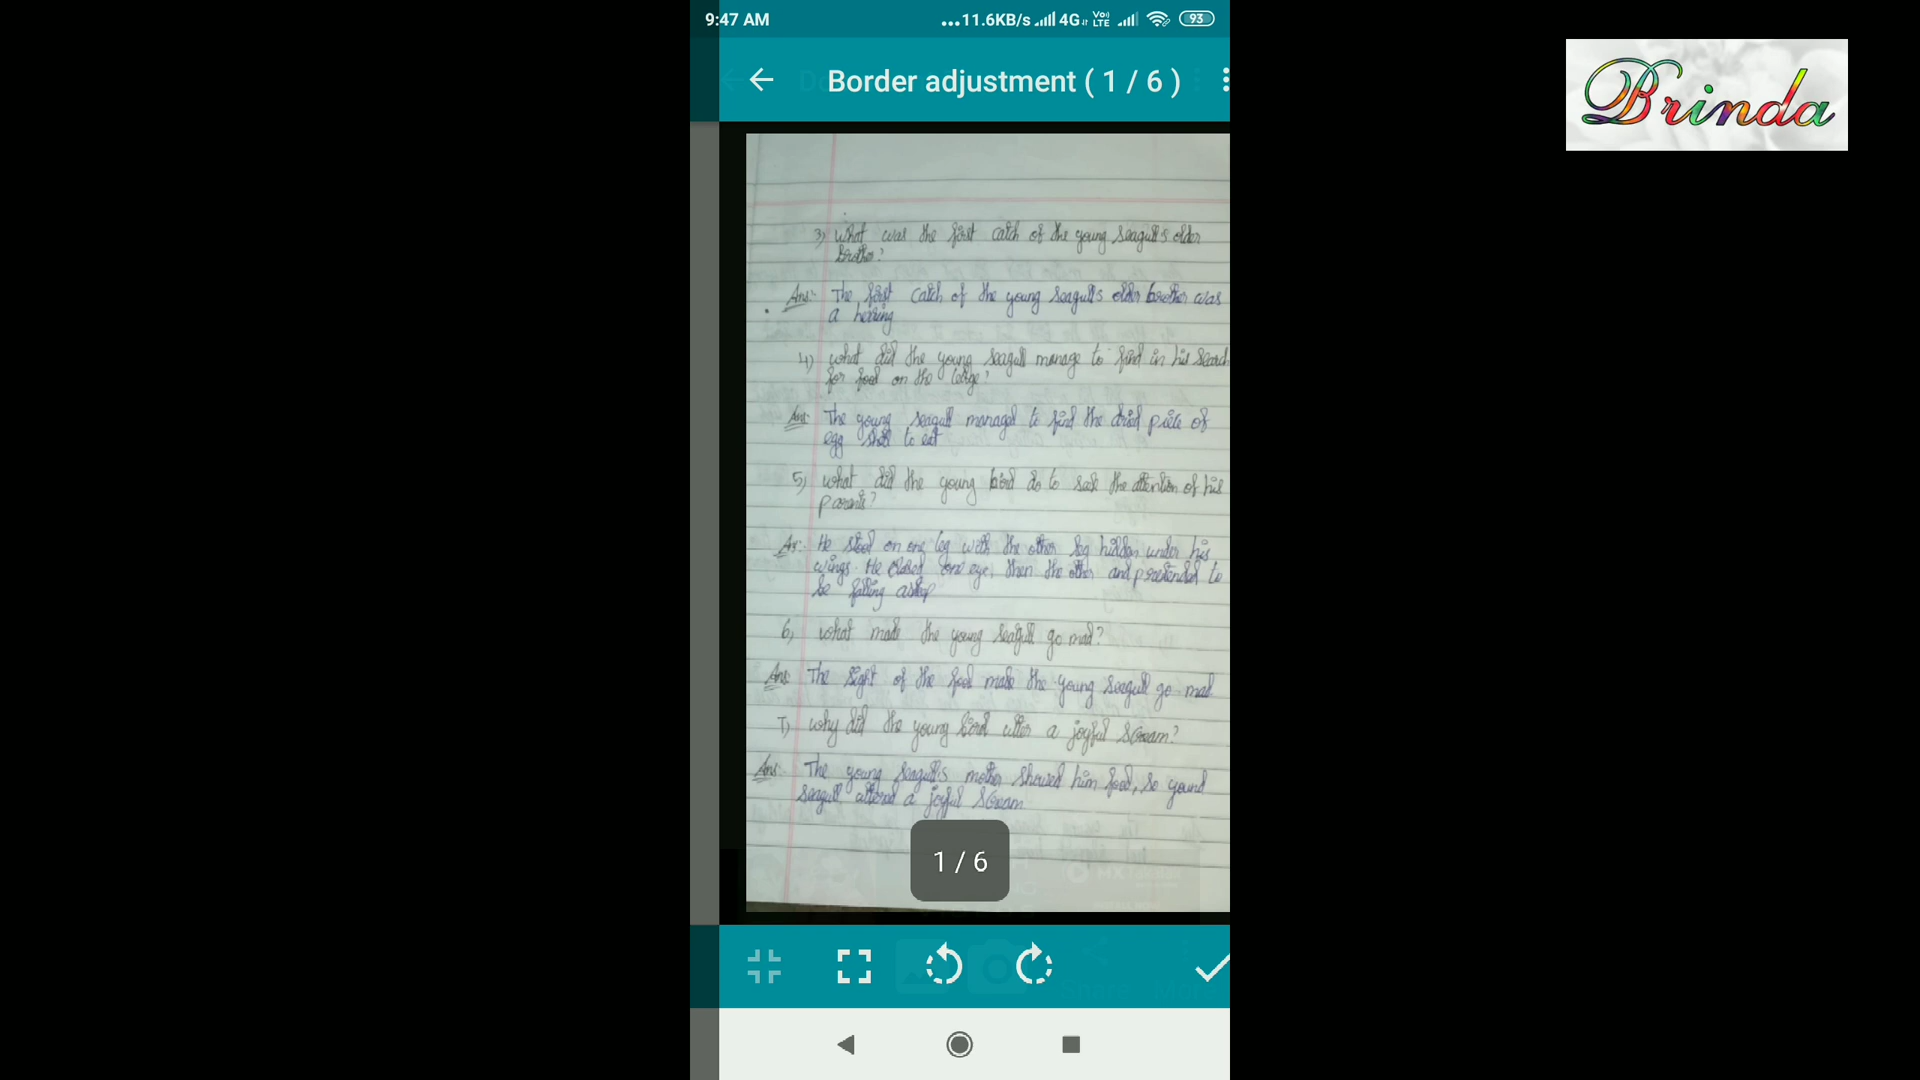 9:47 AM
...11.6KB/s 4G Vo) LTE 93
Border adjustment ( 1 / 6 )
Brinda
3) What was the first catch of the young seagull's older
brother?
Ans:- The first catch of the young seagull's older brother was
a herring
4) what did the young seagull manage to find in his search
for food on the ledge?
Ans: The young seagull managed to find the dried piece of
egg shell to eat
5) what did the young bird do to seek the attention of his
parents?
Ans:- He stood on one leg with the other leg hidden under his
wings. He closed one eye, then the other and pretended to
be falling asleep
6) what made the young seagull go mad?
Ans: The sight of the food made the young seagull go mad
7) why did the young bird utter a joyful scream?
Ans:- The young seagull's mother showed him food, so yound
seagull uttered a joyful scream
1 / 6